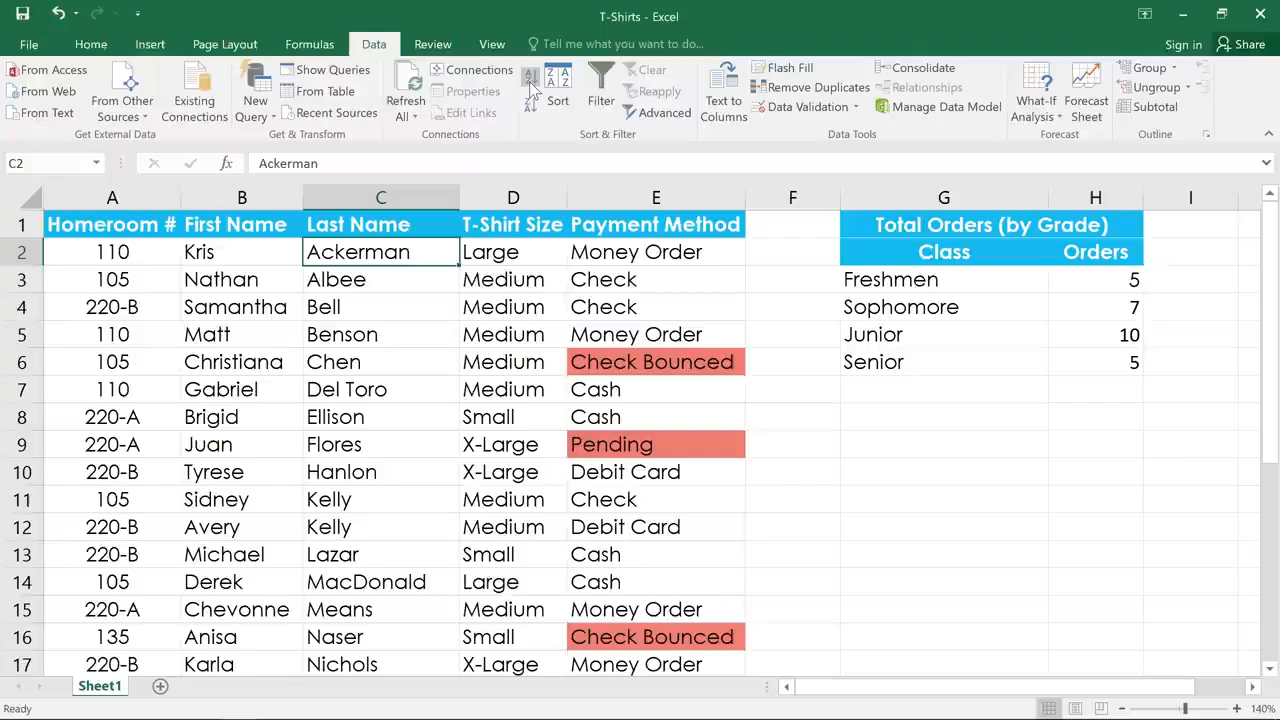 T-Shirts - Excel
File Home Insert Page Layout Formulas Data Review View Tell me what you want to do... Sign in Share
From Access
From Web
From Text
From Other Sources
Existing Connections
Get External Data
New Query
Show Queries
From Table
Recent Sources
Get & Transform
Refresh All
Connections
Properties
Edit Links
Connections
Sort
Filter
Clear
Reapply
Advanced
Sort & Filter
Text to Columns
Flash Fill
Remove Duplicates
Data Validation
Consolidate
Relationships
Manage Data Model
Data Tools
What-If Analysis
Forecast Sheet
Forecast
Group
Ungroup
Subtotal
Outline
C2 fx Ackerman
A B C D E F G H I
1 Homeroom # First Name Last Name T-Shirt Size Payment Method Total Orders (by Grade)
2 110 Kris Ackerman Large Money Order Class Orders
3 105 Nathan Albee Medium Check Freshmen 5
4 220-B Samantha Bell Medium Check Sophomore 7
5 110 Matt Benson Medium Money Order Junior 10
6 105 Christiana Chen Medium Check Bounced Senior 5
7 110 Gabriel Del Toro Medium Cash
8 220-A Brigid Ellison Small Cash
9 220-A Juan Flores X-Large Pending
10 220-B Tyrese Hanlon X-Large Debit Card
11 105 Sidney Kelly Medium Check
12 220-B Avery Kelly Medium Debit Card
13 220-B Michael Lazar Small Cash
14 105 Derek MacDonald Large Cash
15 220-A Chevonne Means Medium Money Order
16 135 Anisa Naser Small Check Bounced
17 220-B Karla Nichols X-Large Money Order
Sheet1
Ready 140%